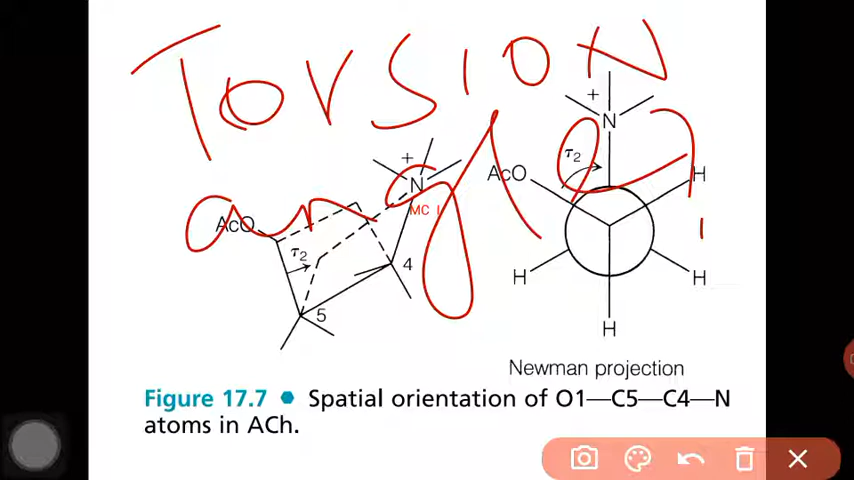 TORSION
angl
+
N
τ2
AcO
H
+
N
MC I
AcO
τ2
4
5
H
H
H
Newman projection
Figure 17.7 Spatial orientation of O1—C5—C4—N
atoms in ACh.